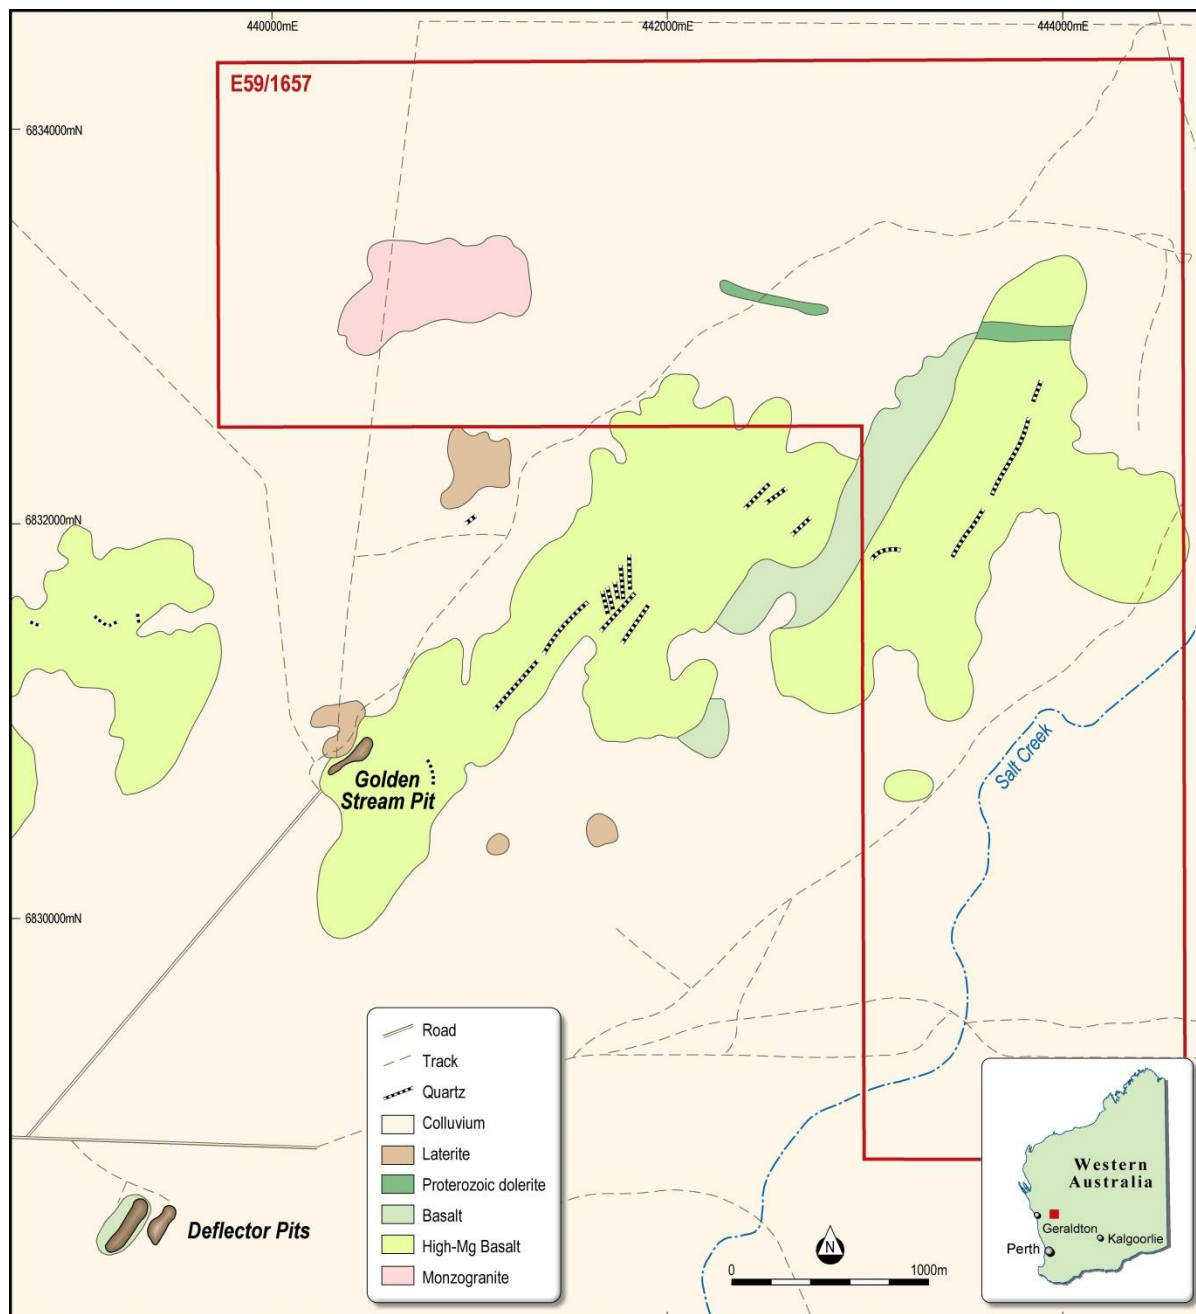 440000mE
442000mE
444000mE
E59/1657
6834000mN
6832000mN
Golden
Stream Pit
Salt Creek
6830000mN
Road
Track
Quartz
Colluvium
Laterite
Proterozoic dolerite
Basalt
High-Mg Basalt
Monzogranite
Deflector Pits
N
0
1000m
Western
Australia
Geraldton
Kalgoorlie
Perth